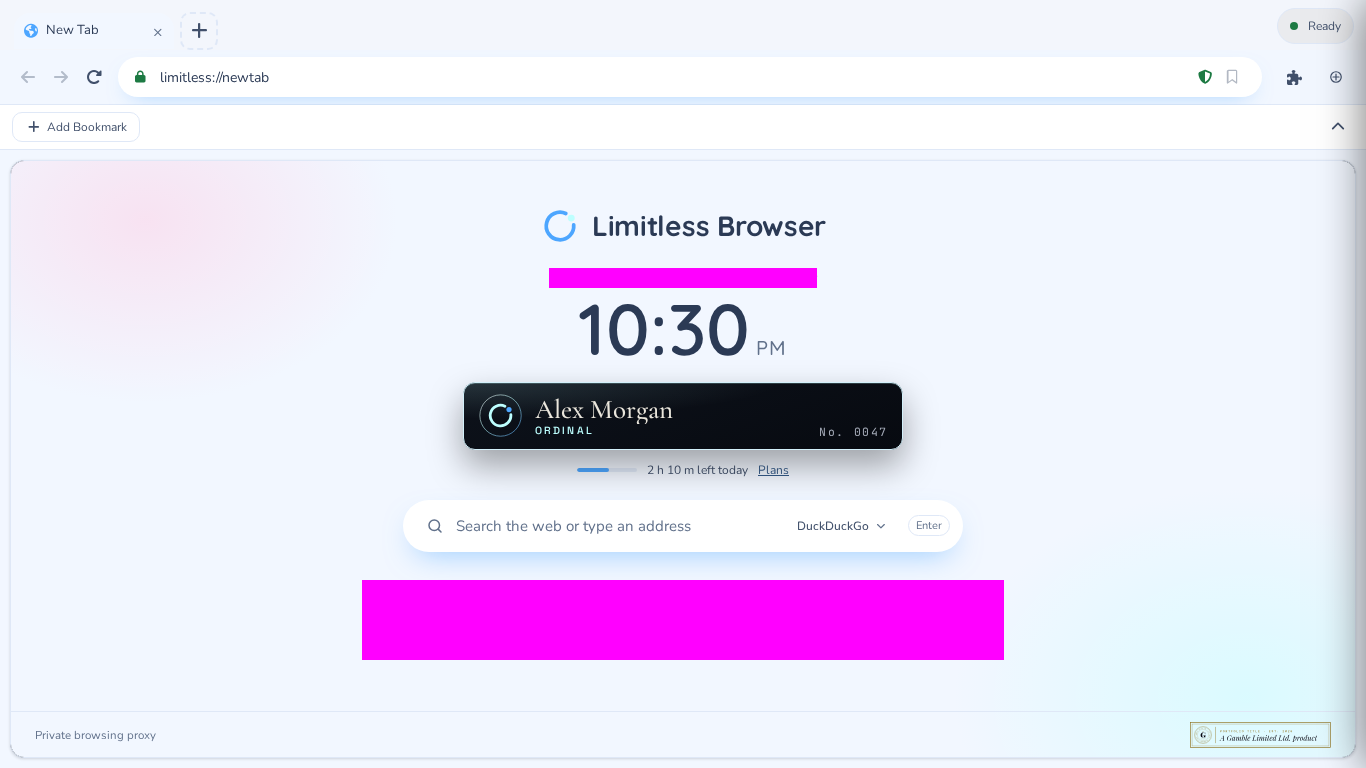 New Tab
Ready
limitless://newtab
Add Bookmark
Limitless Browser
10:30 PM
Alex Morgan
ORDINAL
No. 0047
2 h 10 m left today Plans
Search the web or type an address
DuckDuckGo
Enter
Private browsing proxy
G
A Gamble Limited Ltd. product